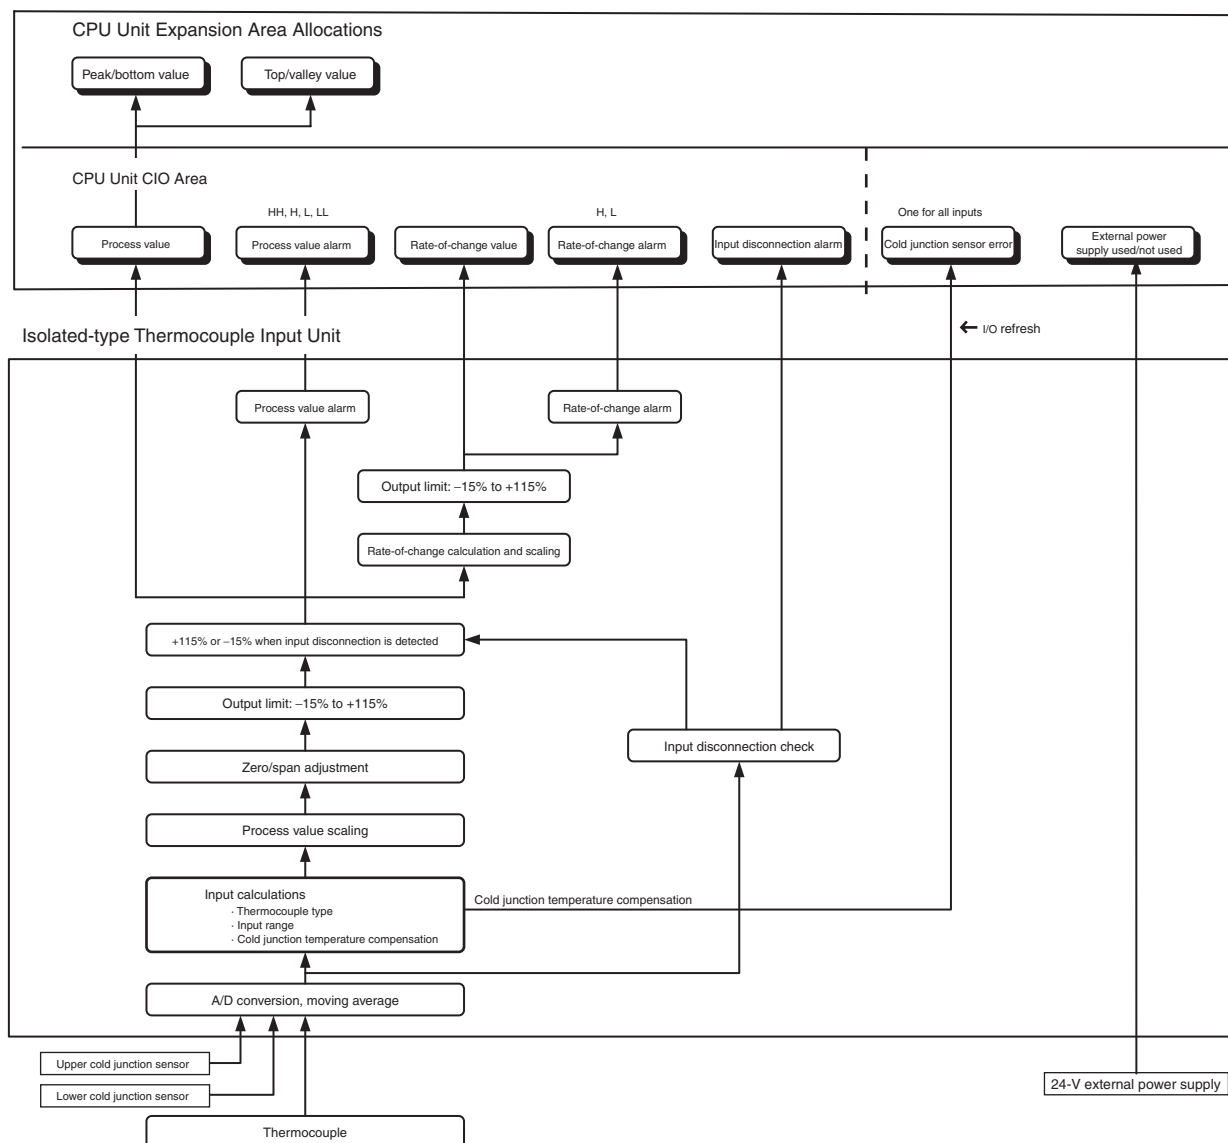 CPU Unit Expansion Area Allocations
Peak/bottom value
Top/valley value
CPU Unit CIO Area
HH, H, L, LL
H, L
One for all inputs
Process value
Process value alarm
Rate-of-change value
Rate-of-change alarm
Input disconnection alarm
Cold junction sensor error
External power
supply used/not used
Isolated-type Thermocouple Input Unit
← I/O refresh
Process value alarm
Rate-of-change alarm
Output limit: −15% to +115%
Rate-of-change calculation and scaling
+115% or −15% when input disconnection is detected
Output limit: −15% to +115%
Input disconnection check
Zero/span adjustment
Process value scaling
Input calculations
· Thermocouple type
· Input range
· Cold junction temperature compensation
Cold junction temperature compensation
A/D conversion, moving average
Upper cold junction sensor
Lower cold junction sensor
24-V external power supply
Thermocouple